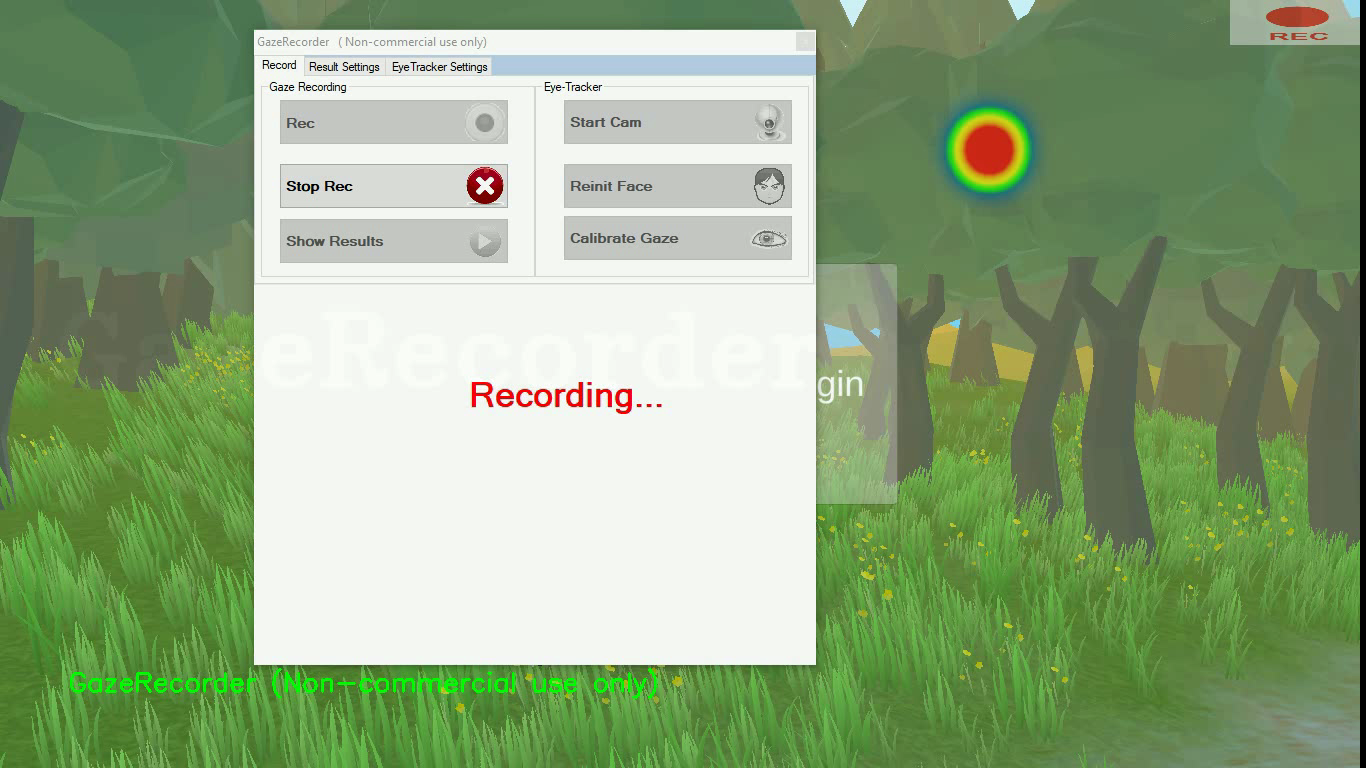 GazeRecorder ( Non-commercial use only)
REC
Record
Result Settings
EyeTracker Settings
Gaze Recording
Eye-Tracker
Rec
Start Cam
Stop Rec
Reinit Face
Show Results
Calibrate Gaze
GazeRecorder
Recording...
gin
GazeRecorder (Non-commercial use only)